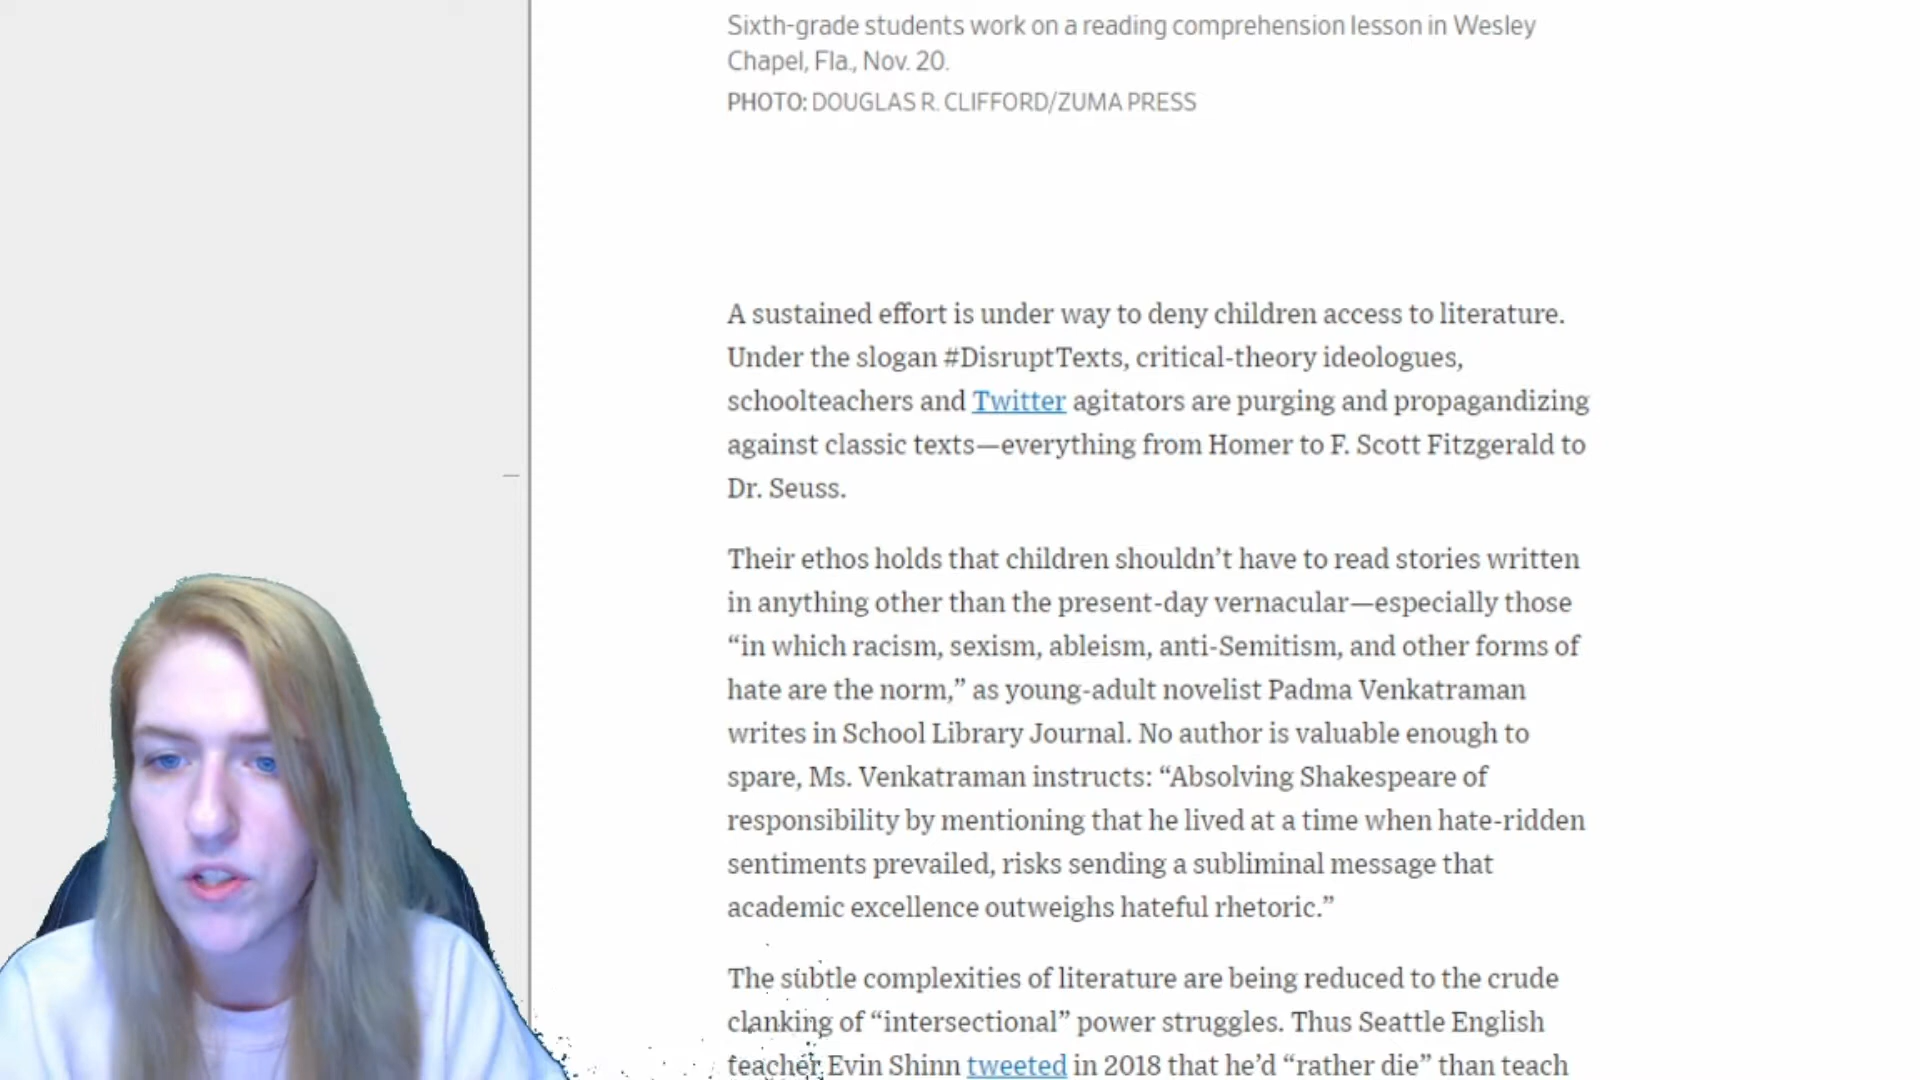 Sixth-grade students work on a reading comprehension lesson in Wesley
Chapel, Fla., Nov. 20.
PHOTO: DOUGLAS R. CLIFFORD/ZUMA PRESS
A sustained effort is under way to deny children access to literature.
Under the slogan #DisruptTexts, critical-theory ideologues,
schoolteachers and Twitter agitators are purging and propagandizing
against classic texts—everything from Homer to F. Scott Fitzgerald to
Dr. Seuss.
Their ethos holds that children shouldn’t have to read stories written
in anything other than the present-day vernacular—especially those
“in which racism, sexism, ableism, anti-Semitism, and other forms of
hate are the norm,” as young-adult novelist Padma Venkatraman
writes in School Library Journal. No author is valuable enough to
spare, Ms. Venkatraman instructs: “Absolving Shakespeare of
responsibility by mentioning that he lived at a time when hate-ridden
sentiments prevailed, risks sending a subliminal message that
academic excellence outweighs hateful rhetoric.”
The subtle complexities of literature are being reduced to the crude
clanking of “intersectional” power struggles. Thus Seattle English
teacher Evin Shinn tweeted in 2018 that he’d “rather die” than teach